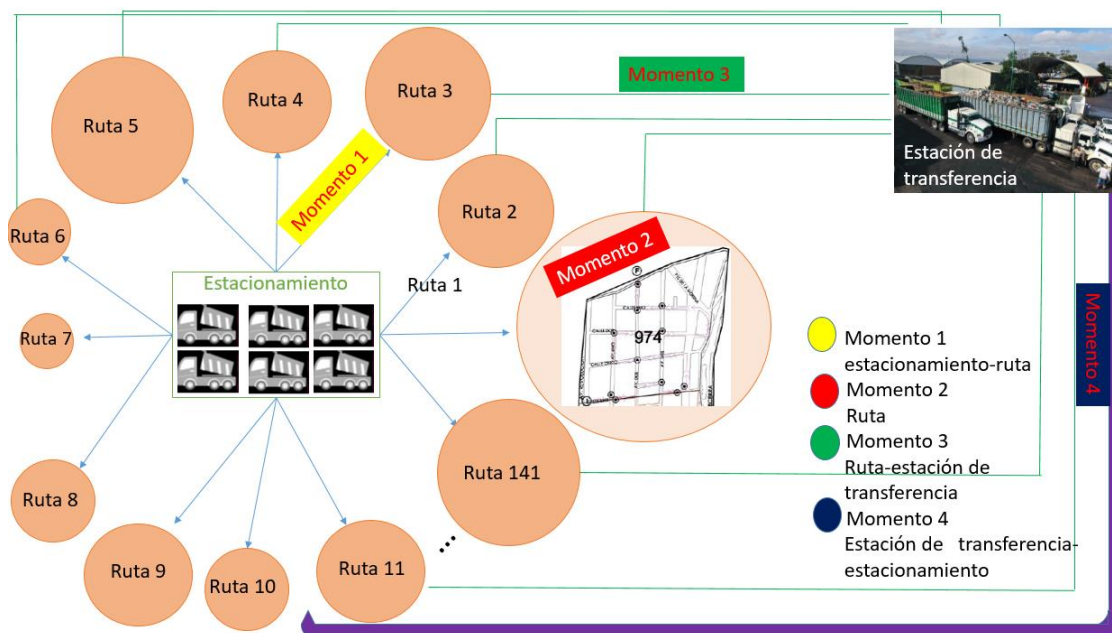 Ruta 5
Ruta 4
Ruta 3
Momento 3
Momento 1
Estación de
transferencia
Ruta 2
Ruta 6
Momento 2
Estacionamiento
Ruta 1
Ruta 7
974
Momento 4
Momento 1
estacionamiento-ruta
Momento 2
Ruta
Momento 3
Ruta-estación de
transferencia
Momento 4
Estación de transferencia-
estacionamiento
Ruta 141
Ruta 8
Ruta 9
Ruta 10
Ruta 11
...